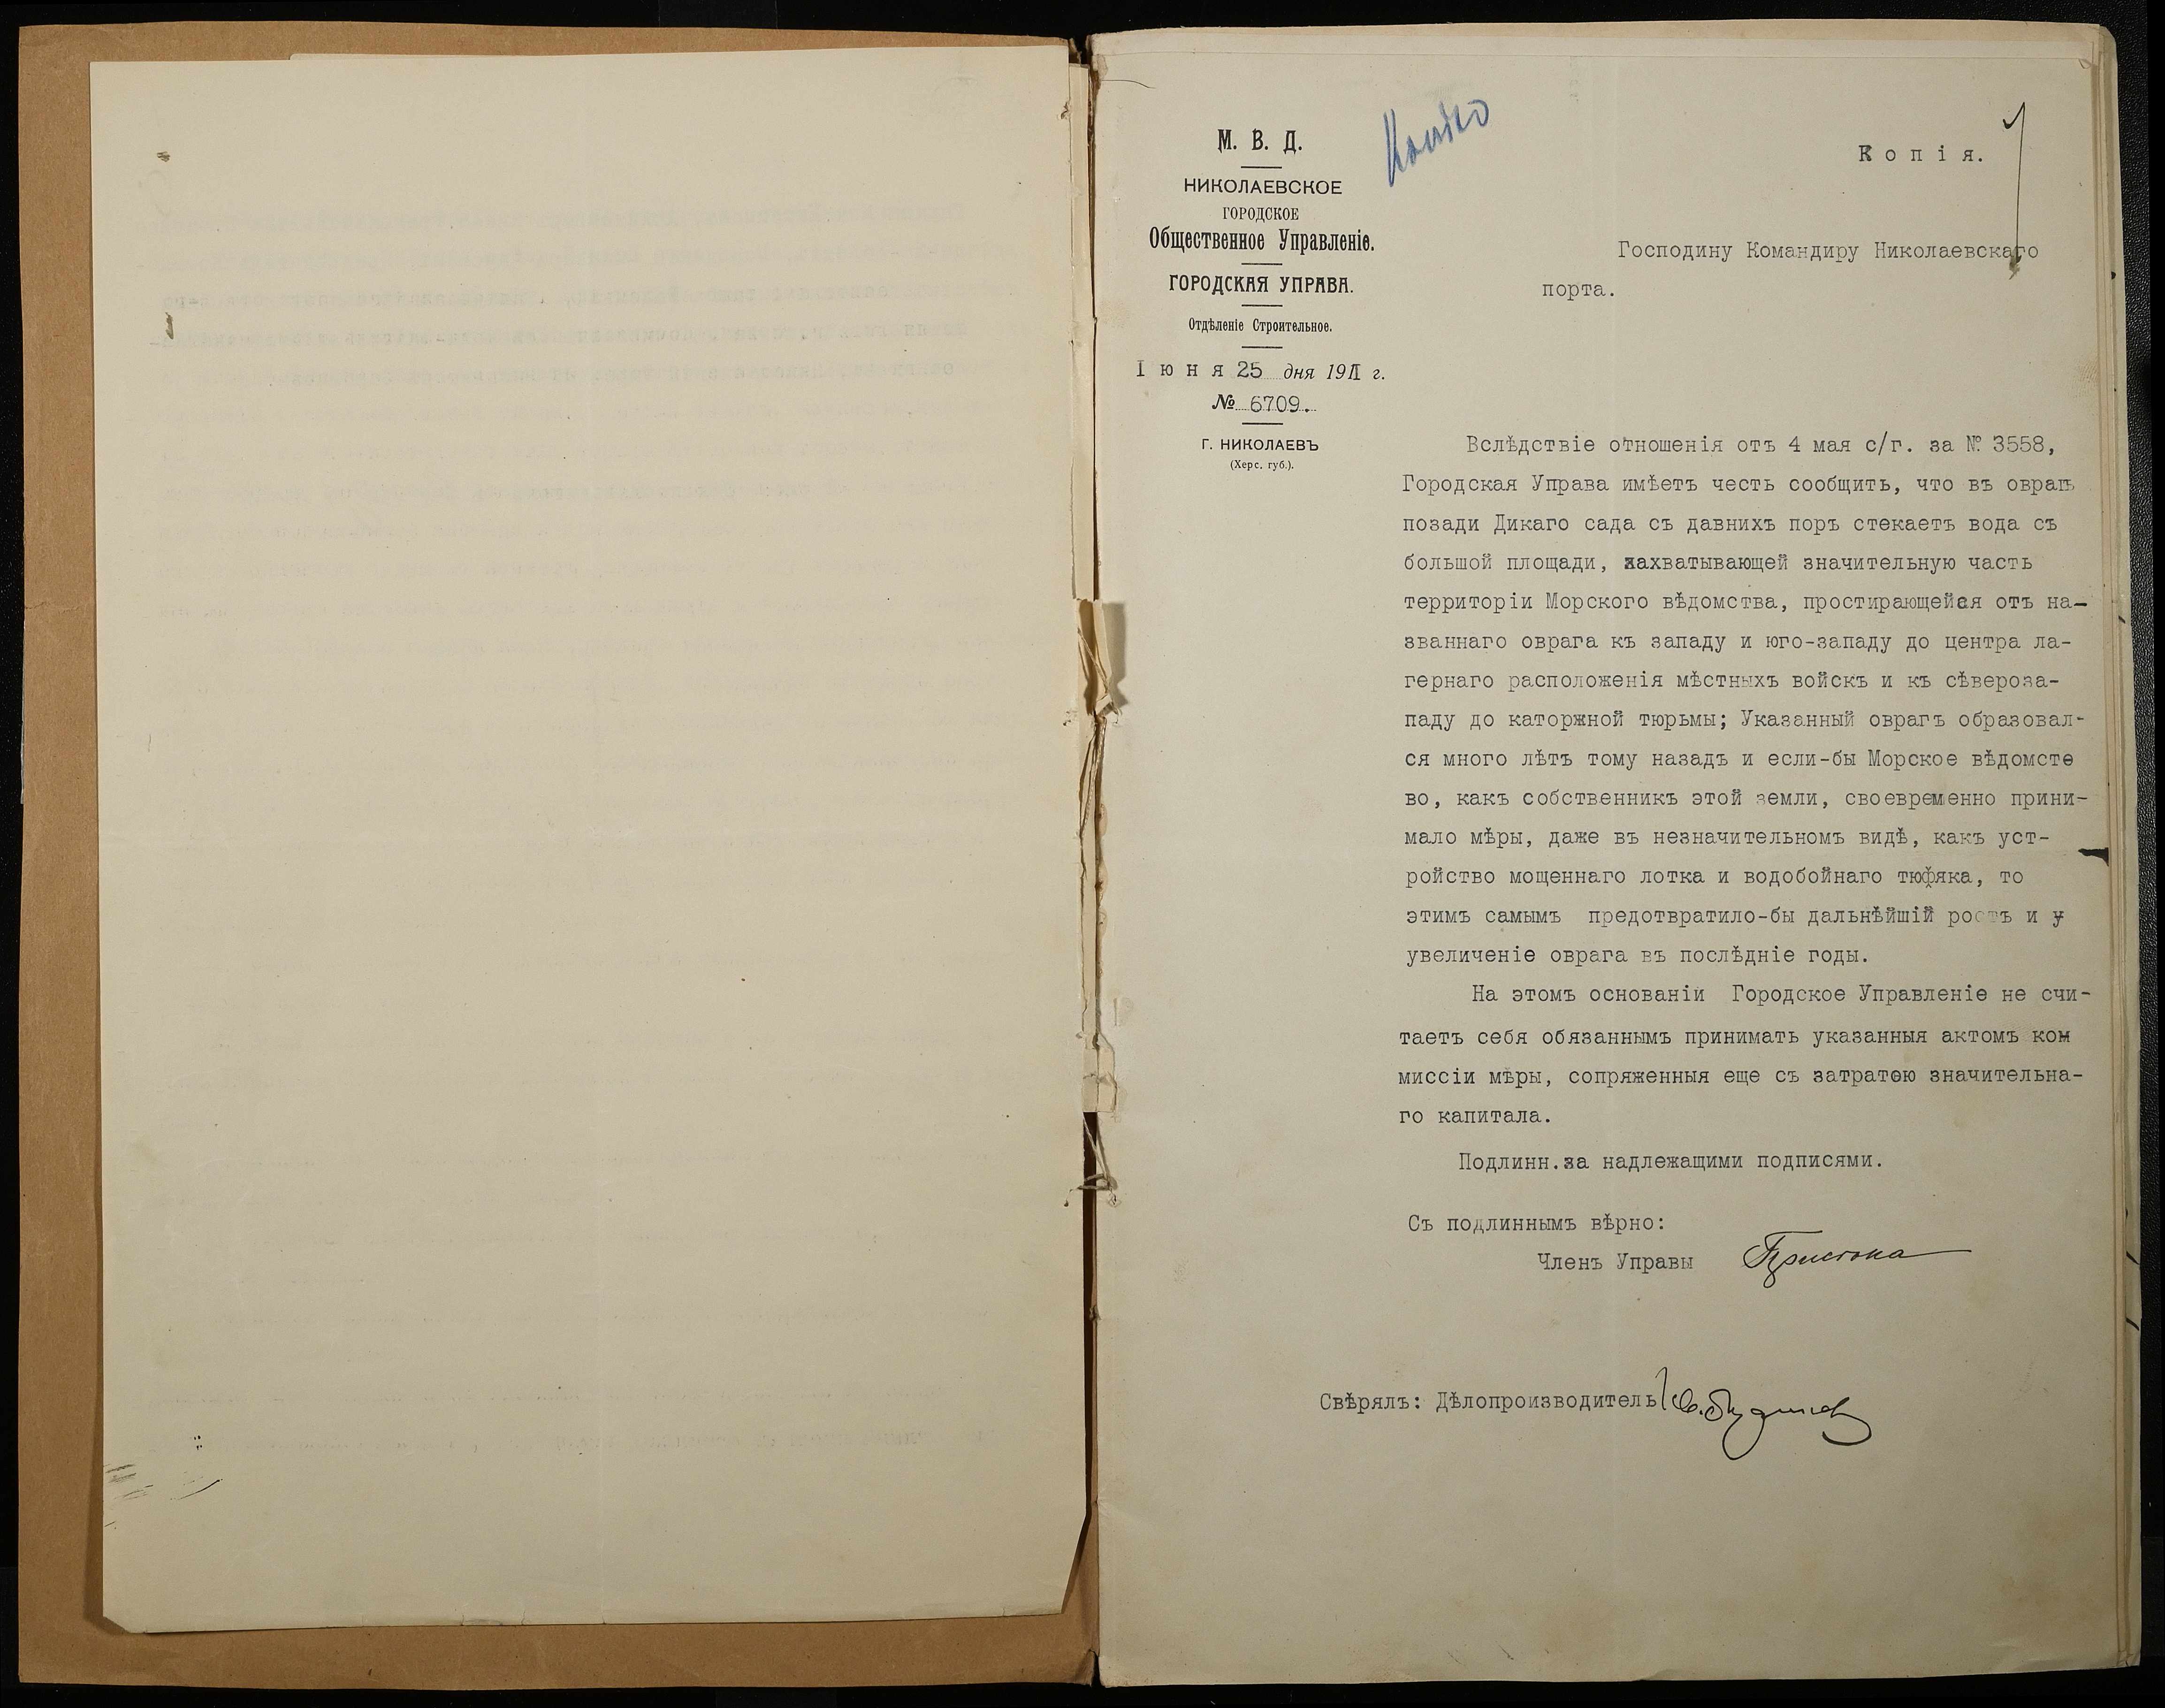 М. В. Д.
НИКОЛАЕВСКОЕ
ГОРОДСКОЕ
Общественное Управленіе.
ГОРОДСКАЯ УПРАВА.
Отдѣленіе Строительное.
Іюня 25 дня 1911 г.
№ 6709.
Г. НИКОЛАЕВЪ
(Херс. губ.).
Копія.
Господину Командиру Николаевскаго
порта.
Вслѣдствіе отношенія отъ 4 мая с/г. за № 3558,
Городская Управа имѣетъ честь сообщить, что въ оврагѣ
позади Дикаго сада съ давнихъ поръ стекаетъ вода съ
большой площади, захватывающей значительную часть
территоріи Морского вѣдомства, простирающейся отъ на-
званнаго оврага къ западу и юго-западу до центра ла-
гернаго расположенія мѣстныхъ войскъ и къ сѣвероза-
паду до каторжной тюрьмы; Указанный оврагъ образовал-
ся много лѣтъ тому назадъ и если-бы Морское вѣдомств
во, какъ собственникъ этой земли, своевременно прини-
мало мѣры, даже въ незначительномъ видѣ, какъ уст-
ройство мощеннаго лотка и водобойнаго тюфяка, то
этимъ самымъ предотвратило-бы дальнѣйшій ростъ и у
увеличеніе оврага въ послѣдніе годы.
На этомъ основаніи Городское Управленіе не счи-
таетъ себя обязаннымъ принимать указанныя актомъ ком
миссіи мѣры, сопряженныя еще съ затратою значительна-
го капитала.
Подлинн.за надлежащими подписями.
Съ подлиннымъ вѣрно:
Членъ Управы
Свѣрялъ: Дѣлопроизводитель